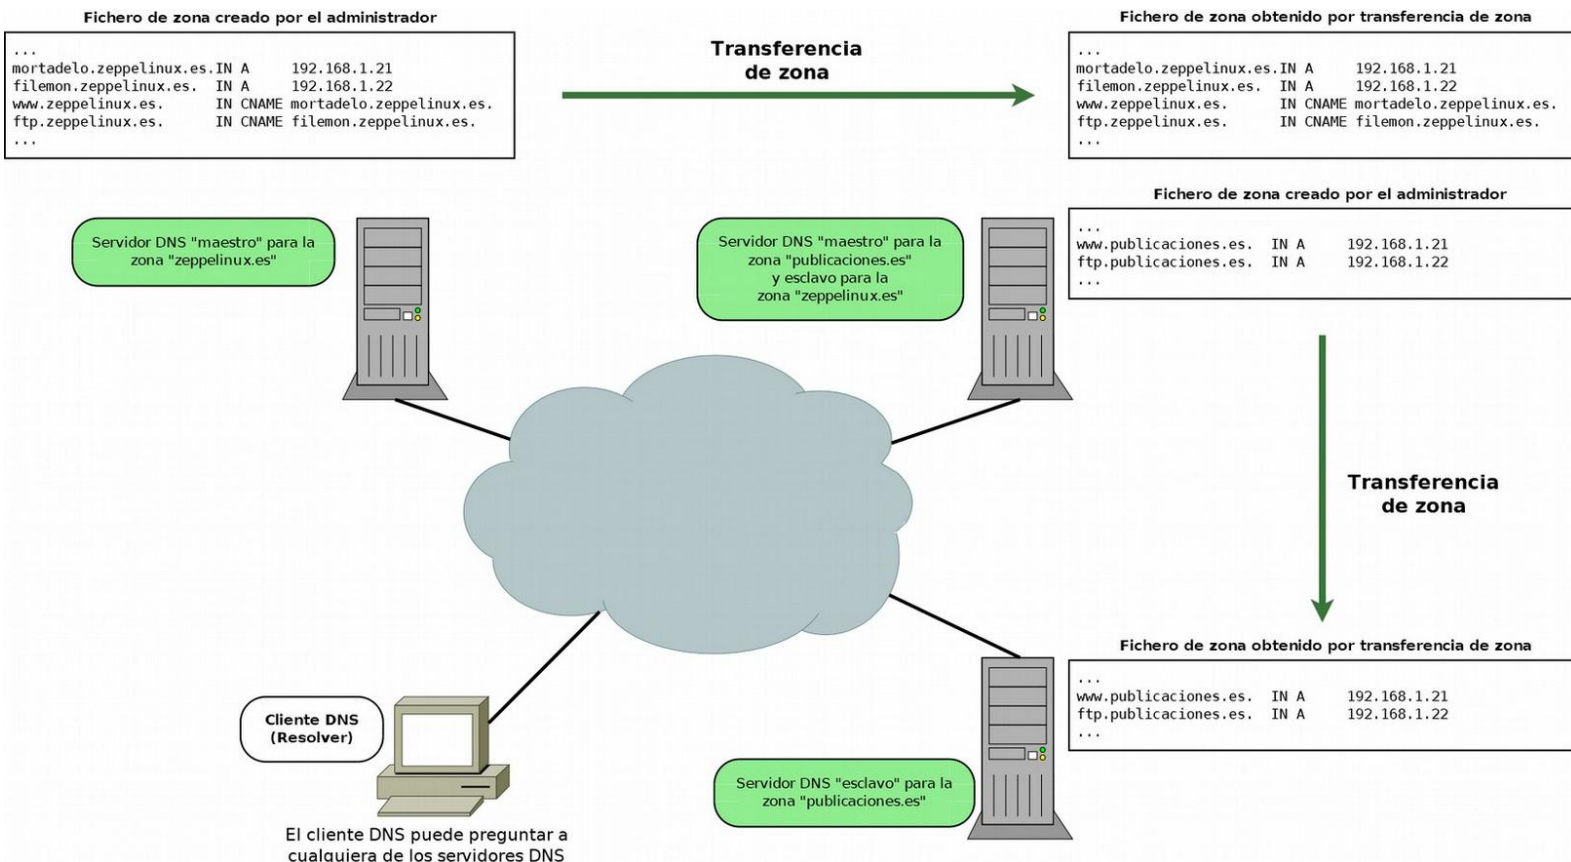 Fichero de zona creado por el administrador
...
mortadelo.zeppelinux.es. IN A 192.168.1.21
filemon.zeppelinux.es. IN A 192.168.1.22
www.zeppelinux.es. IN CNAME mortadelo.zeppelinux.es.
ftp.zeppelinux.es. IN CNAME filemon.zeppelinux.es.
...
Transferencia
de zona
Fichero de zona obtenido por transferencia de zona
...
mortadelo.zeppelinux.es. IN A 192.168.1.21
filemon.zeppelinux.es. IN A 192.168.1.22
www.zeppelinux.es. IN CNAME mortadelo.zeppelinux.es.
ftp.zeppelinux.es. IN CNAME filemon.zeppelinux.es.
...
Servidor DNS "maestro" para la
zona "zeppelinux.es"
Servidor DNS "maestro" para la
zona "publicaciones.es"
y esclavo para la
zona "zeppelinux.es"
Fichero de zona creado por el administrador
...
www.publicaciones.es. IN A 192.168.1.21
ftp.publicaciones.es. IN A 192.168.1.22
...
Transferencia
de zona
Fichero de zona obtenido por transferencia de zona
...
www.publicaciones.es. IN A 192.168.1.21
ftp.publicaciones.es. IN A 192.168.1.22
...
Cliente DNS
(Resolver)
Servidor DNS "esclavo" para la
zona "publicaciones.es"
El cliente DNS puede preguntar a
cualquiera de los servidores DNS